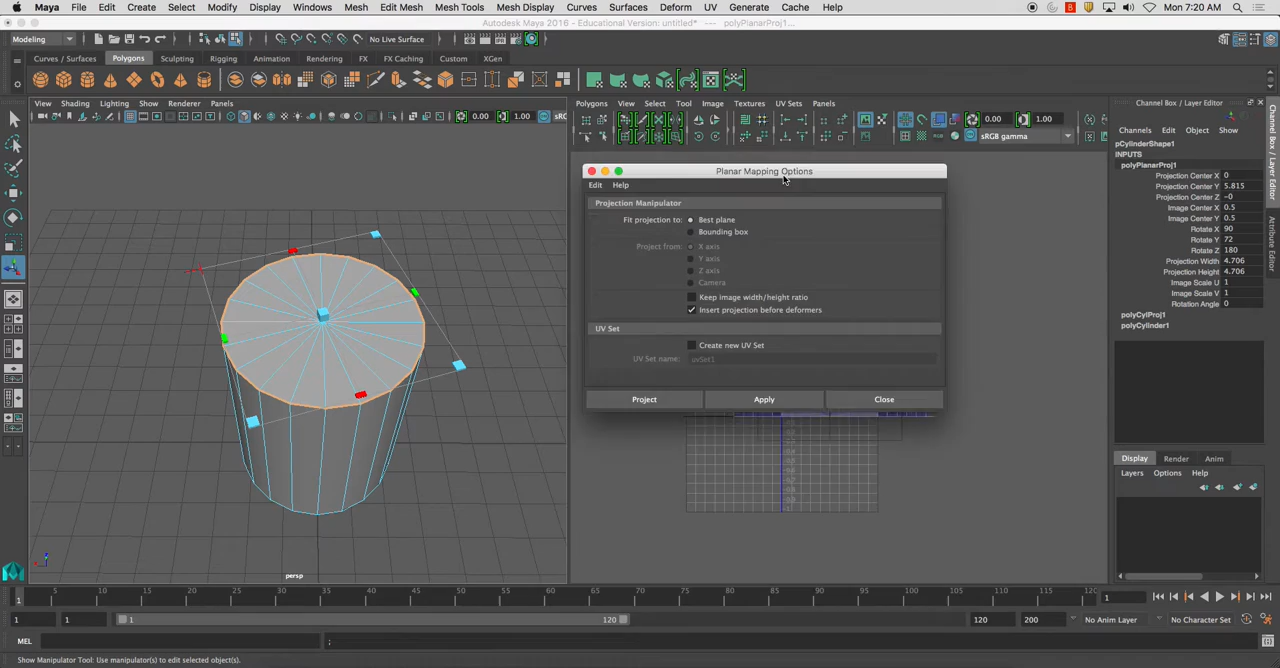 Maya File Edit Create Select Modify Display Windows Mesh Edit Mesh Mesh Tools Mesh Display Curves Surfaces Deform UV Generate Cache Help Mon 7:20 AM
Autodesk Maya 2016 - Educational Version: untitled* --- polyPlanarProj1...
Modeling No Live Surface
Curves / Surfaces Polygons Sculpting Rigging Animation Rendering FX FX Caching Custom XGen
View Shading Lighting Show Renderer Panels
0.00 1.00
Polygons View Select Tool Image Textures UV Sets Panels
0.00 1.00
sRGB gamma
Channel Box / Layer Editor
Channels Edit Object Show
pCylinderShape1
INPUTS
polyPlanarProj1
Projection Center X 0
Projection Center Y 5.815
Projection Center Z -0
Image Center X 0.5
Image Center Y 0.5
Rotate X 90
Rotate Y 72
Rotate Z 180
Projection Width 4.706
Projection Height 4.706
Image Scale U 1
Image Scale V 1
Rotation Angle 0
polyCylProj1
polyCylinder1
Channel Box / Layer Editor
Attribute Editor
Planar Mapping Options
Edit Help
Projection Manipulator
Fit projection to: Best plane
Bounding box
Project from: X axis
Y axis
Z axis
Camera
Keep image width/height ratio
Insert projection before deformers
UV Set
Create new UV Set
UV Set name: uvSet1
Project Apply Close
persp
Display Render Anim
Layers Options Help
1 5 10 15 20 25 30 35 40 45 50 55 60 65 70 75 80 85 90 95 100 105 110 115 120 1
1 1 1 120 120 200 No Anim Layer No Character Set
MEL ;
Show Manipulator Tool: Use manipulator(s) to edit selected object(s).